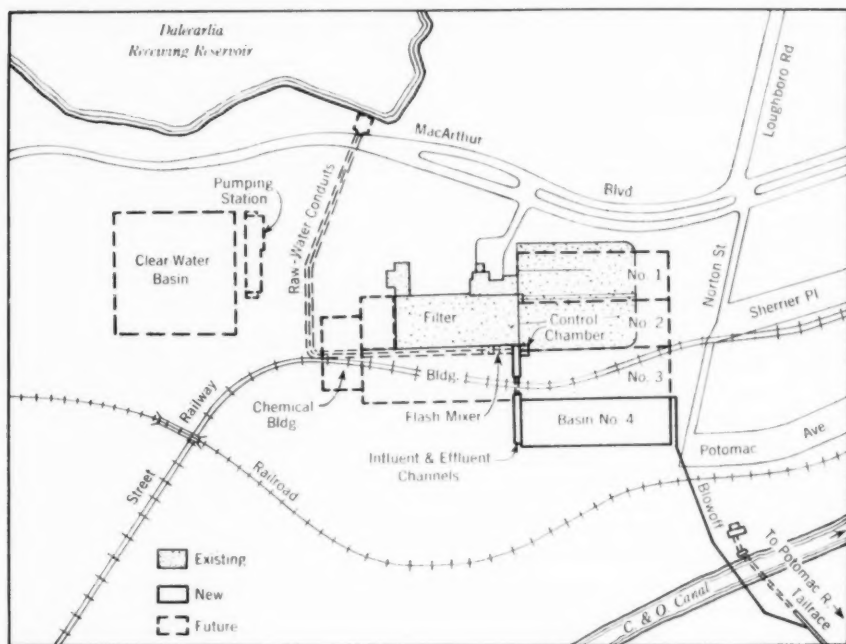 Dalecarlia
Receiving Reservoir
MacArthur
Blvd
Loughboro Rd
Pumping
Station
Raw-Water Conduits
Clear Water
Basin
Norton St.
No. 1
Sherrier Pl
Filter
No. 2
Control
Chamber
Bldg.
No. 3
Railway
Chemical
Bldg
Flash Mixer
Basin No. 4
Street
Railroad
Influent & Effluent
Channels
Potomac
Ave
Blowoff
To Potomac R.
Tailrace
C. & O. Canal
Existing
New
Future